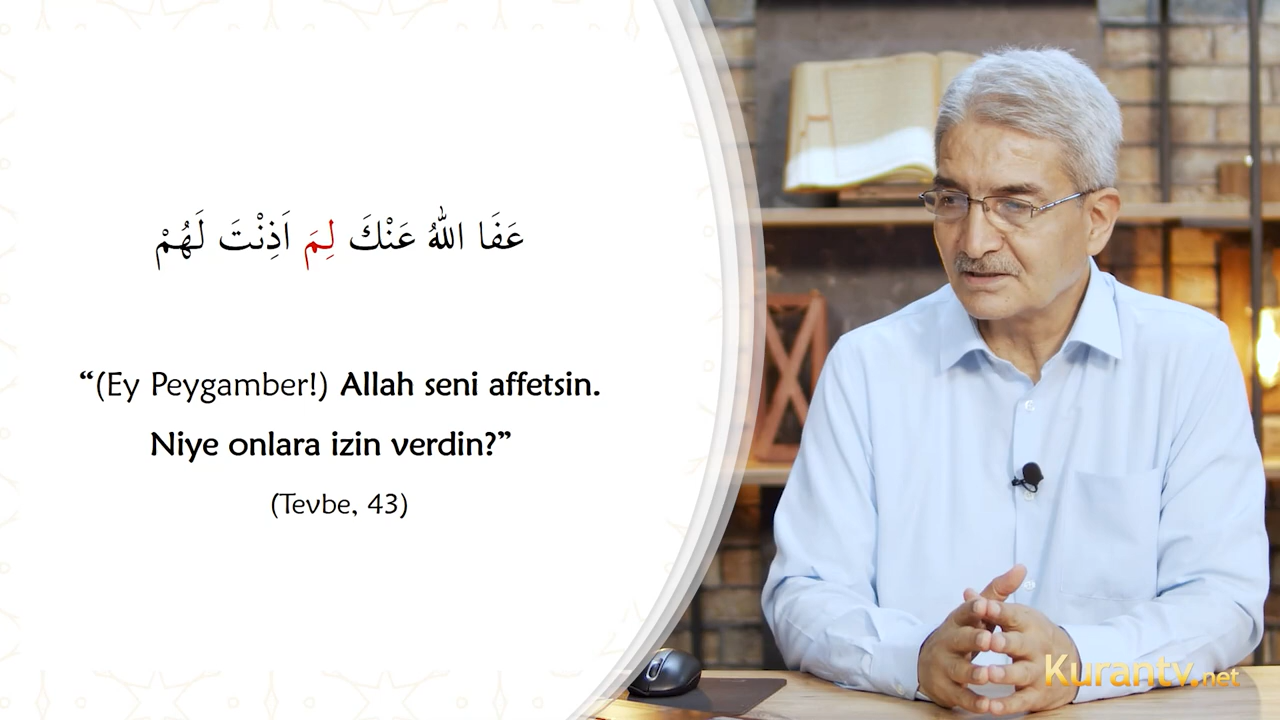 عَفَا اللّٰهُ عَنْكَ لِمَ اَذِنْتَ لَهُمْ
“(Ey Peygamber!) Allah seni affetsin.
Niye onlara izin verdin?”
(Tevbe, 43)
Kurantv.net